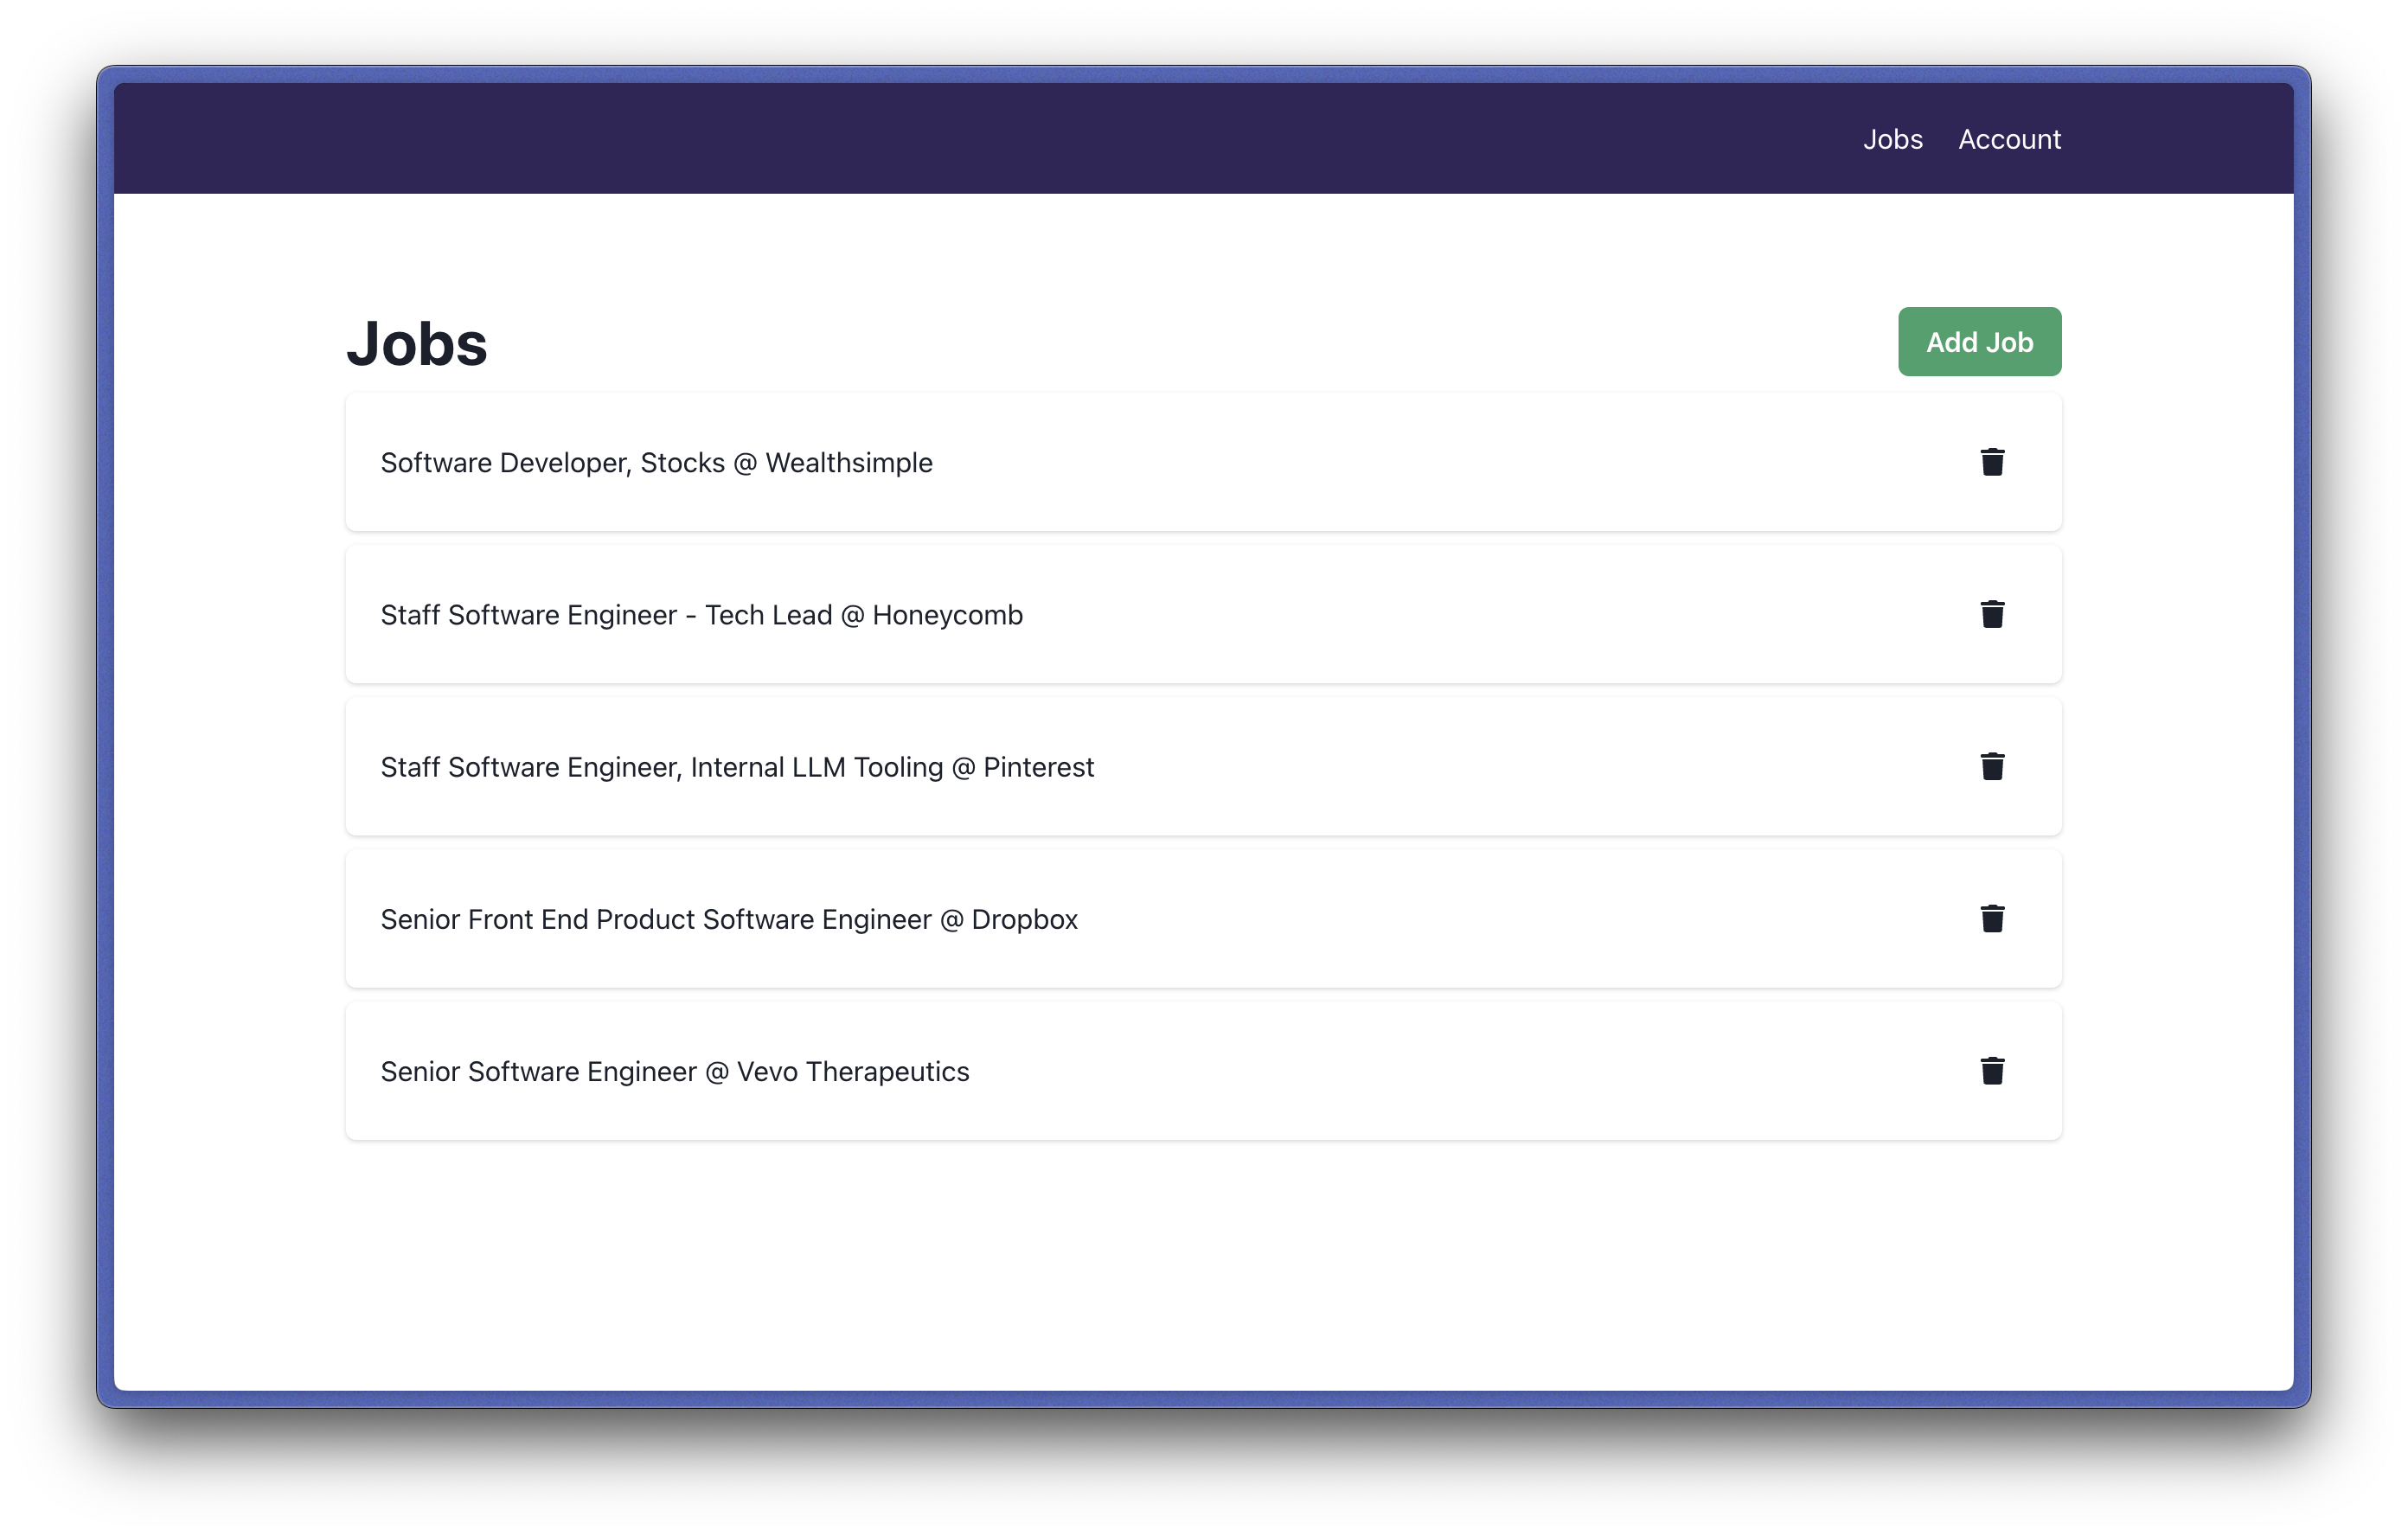 Jobs Account
Jobs
Add Job
Software Developer, Stocks @ Wealthsimple
Staff Software Engineer - Tech Lead @ Honeycomb
Staff Software Engineer, Internal LLM Tooling @ Pinterest
Senior Front End Product Software Engineer @ Dropbox
Senior Software Engineer @ Vevo Therapeutics